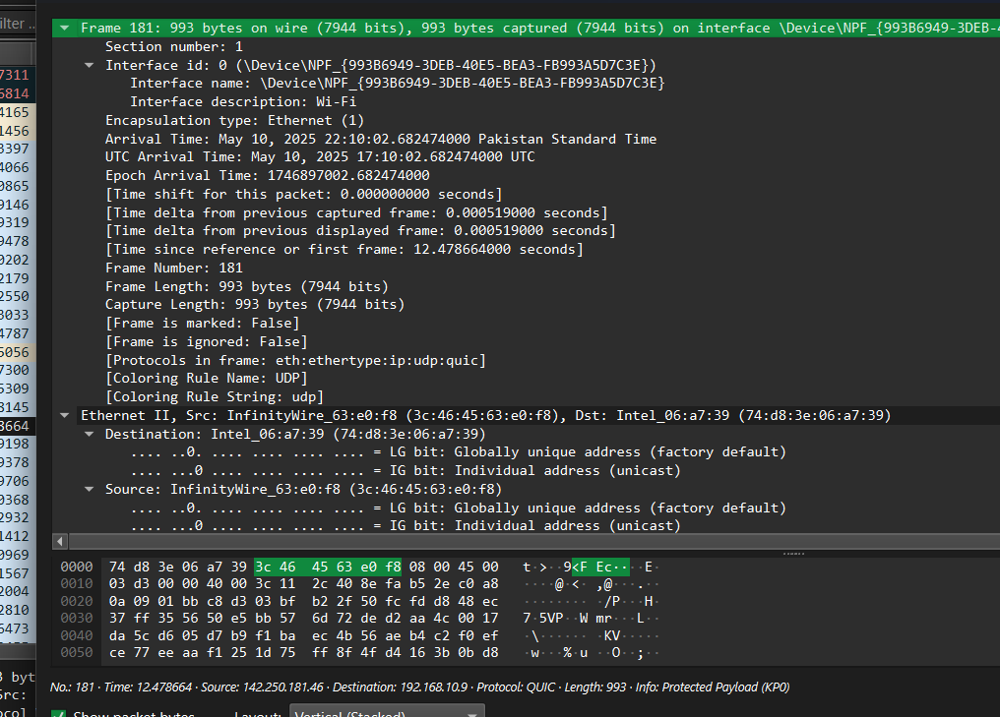 ilter ...
7311
6814
4165
1456
3397
4066
0865
9146
9319
9478
0202
2179
2550
3033
4787
5056
7300
5309
3145
3664
9198
9378
9706
0368
2932
1412
0969
1567
2004
2810
6473
3 byt
Src:
ocol
Frame 181: 993 bytes on wire (7944 bits), 993 bytes captured (7944 bits) on interface \Device\NPF_{993B6949-3DEB-4
Section number: 1
Interface id: 0 (\Device\NPF_{993B6949-3DEB-40E5-BEA3-FB993A5D7C3E})
Interface name: \Device\NPF_{993B6949-3DEB-40E5-BEA3-FB993A5D7C3E}
Interface description: Wi-Fi
Encapsulation type: Ethernet (1)
Arrival Time: May 10, 2025 22:10:02.682474000 Pakistan Standard Time
UTC Arrival Time: May 10, 2025 17:10:02.682474000 UTC
Epoch Arrival Time: 1746897002.682474000
[Time shift for this packet: 0.000000000 seconds]
[Time delta from previous captured frame: 0.000519000 seconds]
[Time delta from previous displayed frame: 0.000519000 seconds]
[Time since reference or first frame: 12.478664000 seconds]
Frame Number: 181
Frame Length: 993 bytes (7944 bits)
Capture Length: 993 bytes (7944 bits)
[Frame is marked: False]
[Frame is ignored: False]
[Protocols in frame: eth:ethertype:ip:udp:quic]
[Coloring Rule Name: UDP]
[Coloring Rule String: udp]
Ethernet II, Src: InfinityWire_63:e0:f8 (3c:46:45:63:e0:f8), Dst: Intel_06:a7:39 (74:d8:3e:06:a7:39)
Destination: Intel_06:a7:39 (74:d8:3e:06:a7:39)
.... ..0. .... .... .... .... = LG bit: Globally unique address (factory default)
.... ...0 .... .... .... .... = IG bit: Individual address (unicast)
Source: InfinityWire_63:e0:f8 (3c:46:45:63:e0:f8)
.... ..0. .... .... .... .... = LG bit: Globally unique address (factory default)
.... ...0 .... .... .... .... = IG bit: Individual address (unicast)
0000 74 d8 3e 06 a7 39 3c 46 45 63 e0 f8 08 00 45 00 t·>··9<F Ec····E·
0010 03 d3 00 00 40 00 3c 11 2c 40 8e fa b5 2e c0 a8 ····@·<· ,@···.··
0020 0a 09 01 bb c8 d3 03 bf b2 2f 50 fc fd d8 48 ec ········ ·/P···H·
0030 37 ff 35 56 50 e5 bb 57 6d 72 de d2 aa 4c 00 17 7·5VP··W mr···L··
0040 da 5c d6 05 d7 b9 f1 ba ec 4b 56 ae b4 c2 f0 ef ·\······ ·KV·····
0050 ce 77 ee aa f1 25 1d 75 ff 8f 4f d4 16 3b 0b d8 ·w···%·u ··O··;··
No.: 181 · Time: 12.478664 · Source: 142.250.181.46 · Destination: 192.168.10.9 · Protocol: QUIC · Length: 993 · Info: Protected Payload (KP0)
Show packet bytes Layout: Vertical (Stacked)